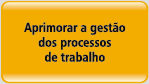 Aprimorar a gestão
dos processos
de trabalho